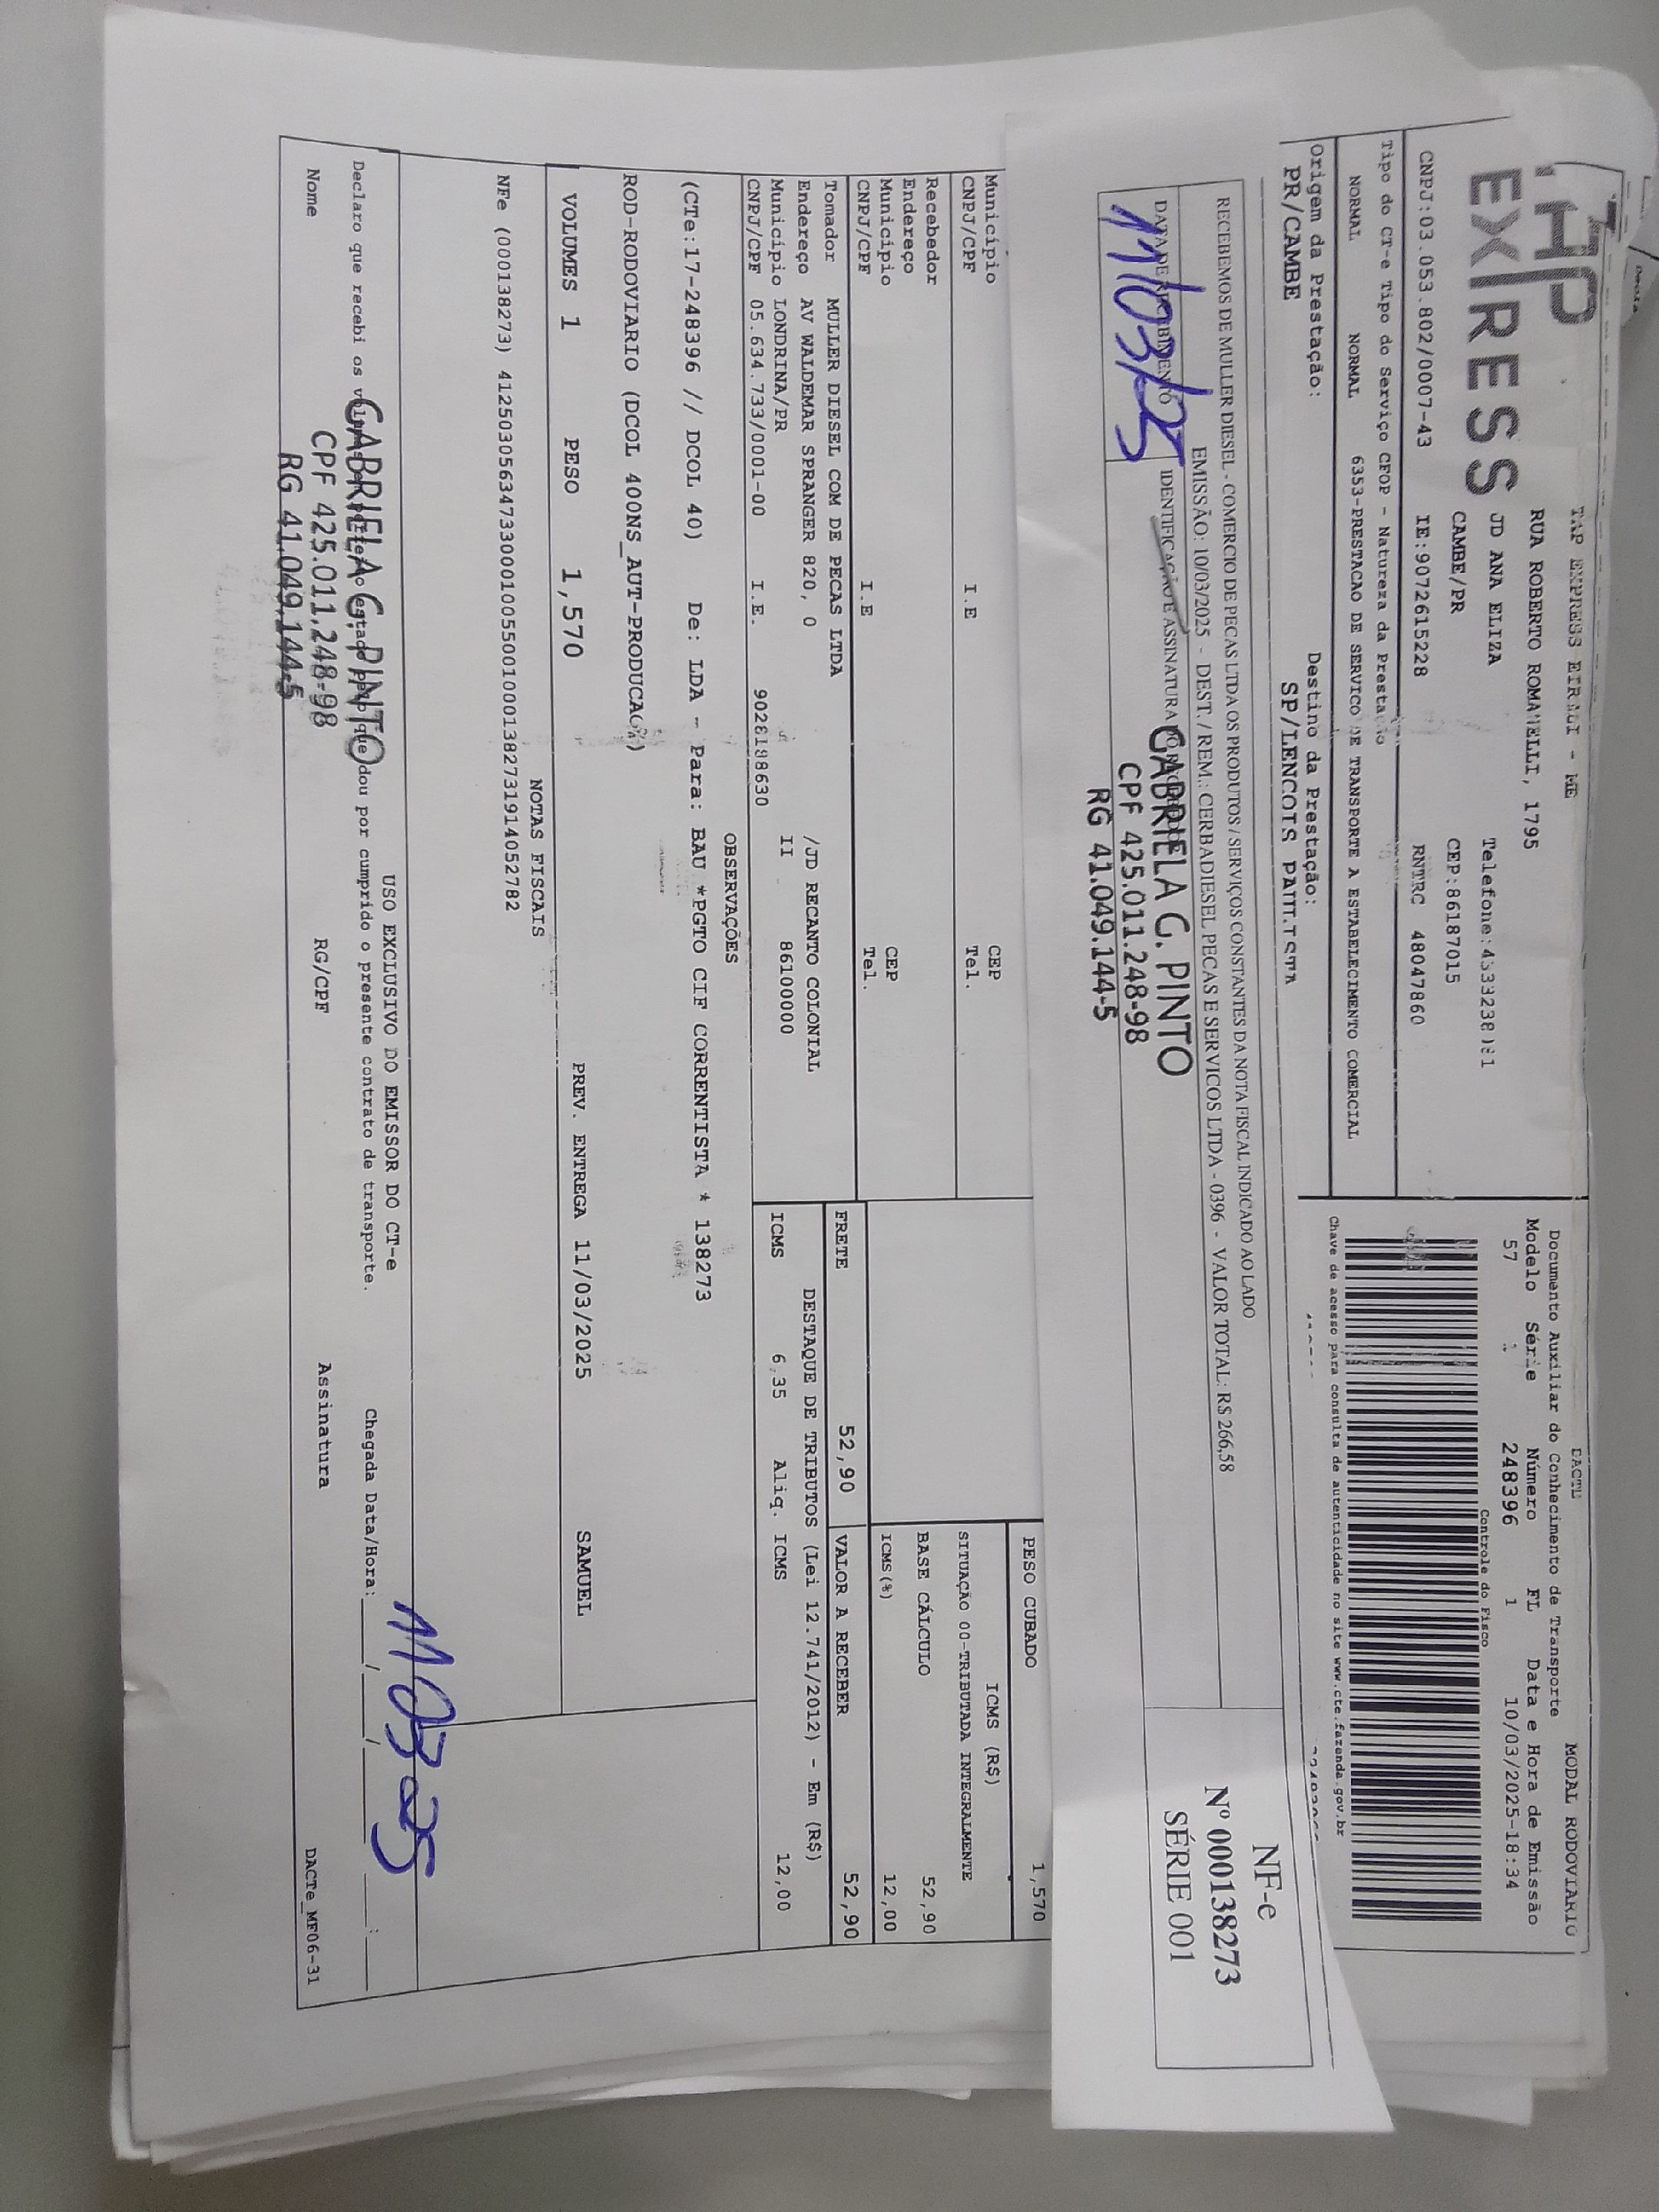 EXPRESS
TAP EXPRESS EIRELI - ME
RUA ROBERTO ROMANELLI, 1795
JD ANA ELIZA
CAMBE/PR CEP:86187015
CNPJ:03.053.802/0007-43 IE:9072615228 RNTRC 48047860
Tipo do CT-e Tipo do Serviço CFOP - Natureza da Prestação
NORMAL NORMAL 6353-PRESTACAO DE SERVICO DE TRANSPORTE A ESTABELECIMENTO COMERCIAL
Origem da Prestação: Destino da Prestação:
PR/CAMBE SP/LENCOIS PAULISTA
DACTE MODAL RODOVIARIO
Documento Auxiliar do Conhecimento de Transporte
Modelo Série Número FL Data e Hora de Emissão
57 248396 1 10/03/2025-18:34
Controle do Fisco
Chave de acesso para consulta de autenticidade no site www.cte.fazenda.gov.br
RECEBEMOS DE MULLER DIESEL - COMERCIO DE PECAS LTDA OS PRODUTOS / SERVIÇOS CONSTANTES DA NOTA FISCAL INDICADO AO LADO
EMISSÃO: 10/03/2025 - DEST. / REM.: CERBADIESEL PECAS E SERVICOS LTDA - 0396 - VALOR TOTAL: R$ 266,58
DATA DE RECEBIMENTO IDENTIFICAÇÃO E ASSINATURA DO RECEBEDOR
11/03/25
GABRIELA G. PINTO
CPF 425.011.248-98
RG 41.049.144-5
NF-e
Nº 000138273
SÉRIE 001
Município CEP
CNPJ/CPF I.E Tel.
Recebedor
Endereço
Município CEP
CNPJ/CPF I.E Tel.
PESO CUBADO 1,570
ICMS (R$)
SITUAÇÃO 00-TRIBUTADA INTEGRALMENTE
BASE CÁLCULO 52,90
ICMS(%) 12,00
Tomador MULLER DIESEL COM DE PECAS LTDA
Endereço AV WALDEMAR SPRANGER 820, 0 /JD RECANTO COLONIAL
Município LONDRINA/PR II 86100000
CNPJ/CPF 05.634.733/0001-00 I.E. 9026198630
FRETE 52,90 VALOR A RECEBER 52,90
DESTAQUE DE TRIBUTOS (Lei 12.741/2012) - Em (R$)
ICMS 6,35 Aliq. ICMS 12,00
OBSERVAÇÕES
(CTe:17-248396 // DCOL 40) De: LDA - Para: BAU *PGTO CIF CORRENTISTA * 138273
ROD-RODOVIARIO (DCOL 400NS_AUT-PRODUCAO)
VOLUMES 1 PESO 1,570 PREV. ENTREGA 11/03/2025 SAMUEL
NOTAS FISCAIS
NFe (000138273) 41250305634733000100550010001382731914052782
USO EXCLUSIVO DO EMISSOR DO CT-e
Declaro que recebi os volumes em perfeito estado pelo que dou por cumprido o presente contrato de transporte. Chegada Data/Hora: ___/___/___ __:__
11 03 25
Nome RG/CPF Assinatura
GABRIELA G. PINTO
CPF 425.011.248-98
RG 41.049.144-5
DACTe_MF06-31